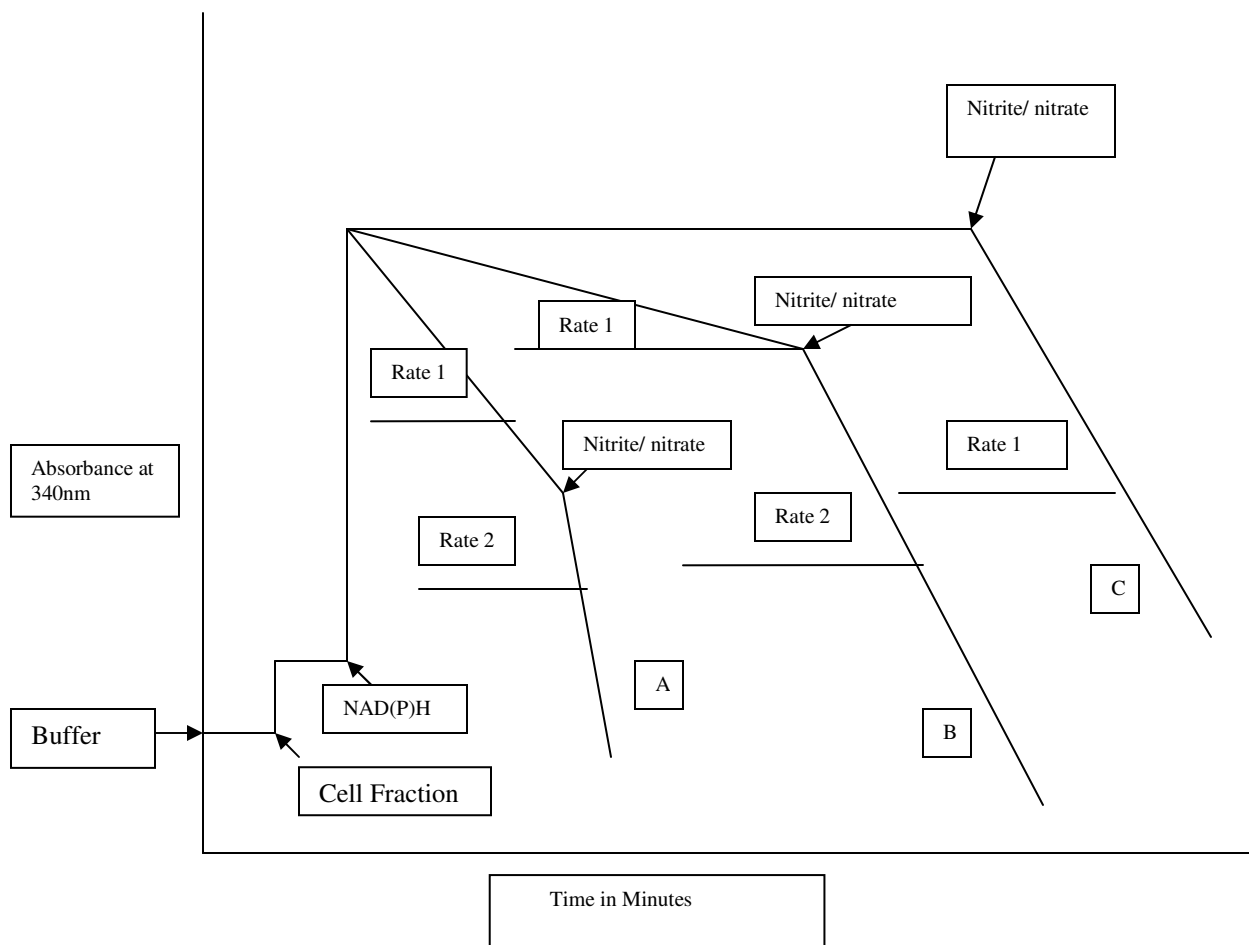 Nitrite/ nitrate
Nitrite/ nitrate
Rate 1
Rate 1
Nitrite/ nitrate
Rate 1
Absorbance at
340nm
Rate 2
Rate 2
C
A
NAD(P)H
Buffer
B
Cell Fraction
Time in Minutes